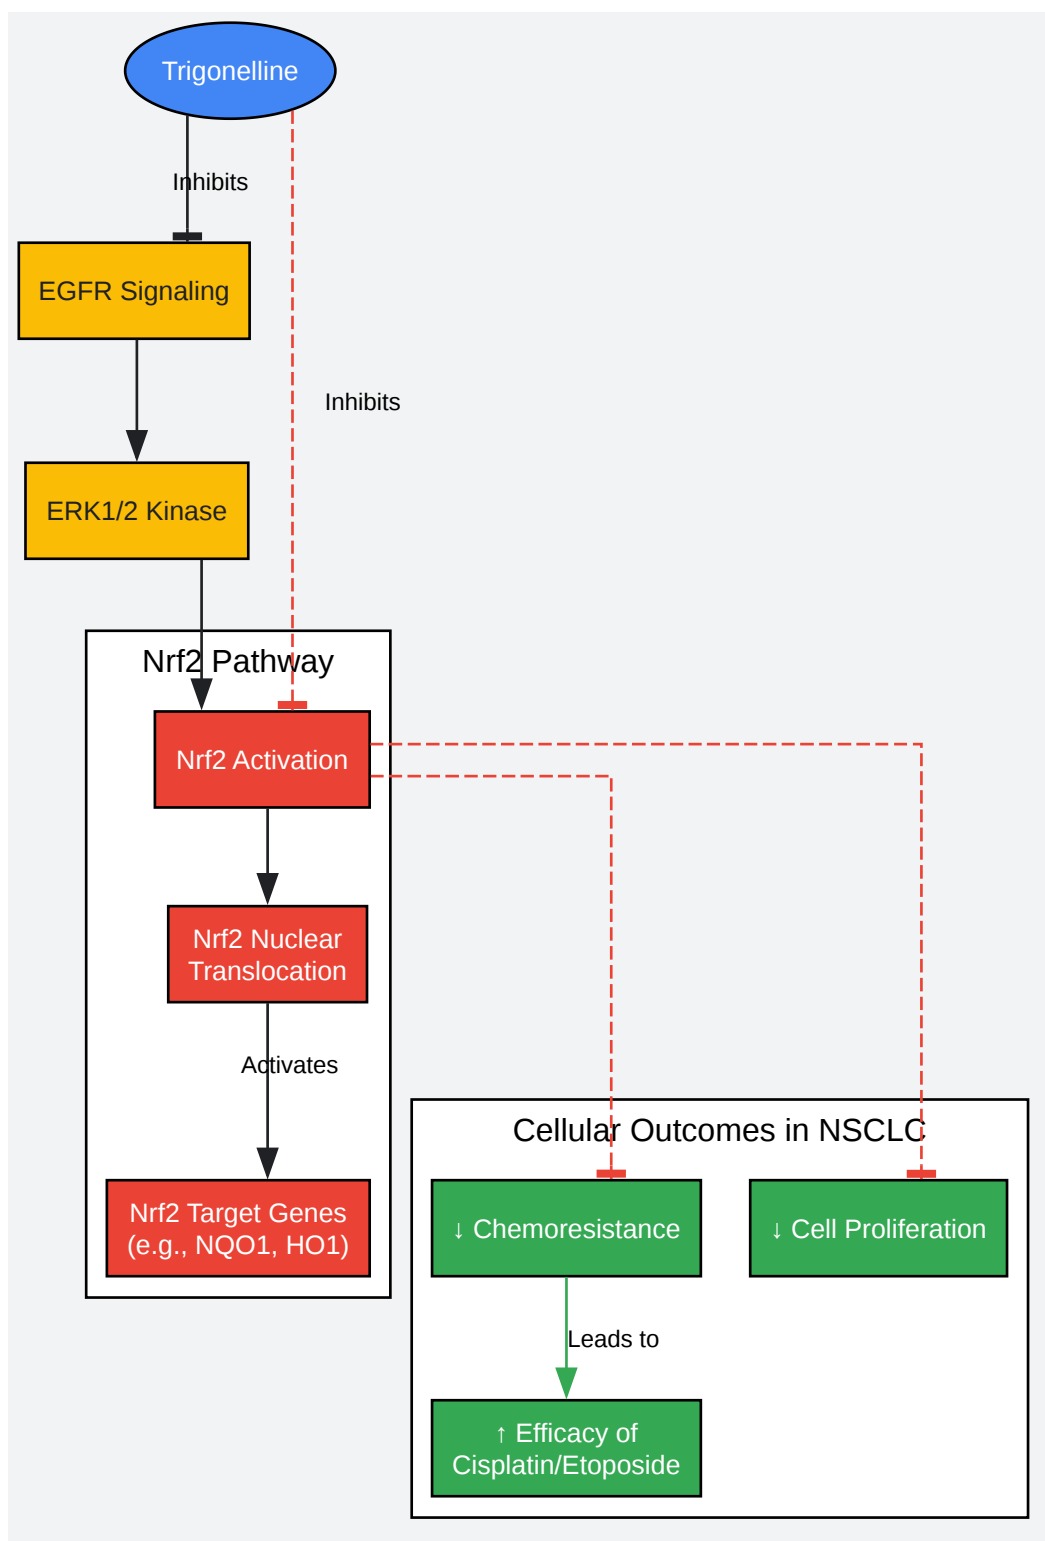 Trigonelline
Inhibits
EGFR Signaling
Inhibits
ERK1/2 Kinase
Nrf2 Pathway
Nrf2 Activation
Nrf2 Nuclear
Translocation
Activates
Nrf2 Target Genes
(e.g., NQO1, HO1)
Cellular Outcomes in NSCLC
↓ Chemoresistance
↓ Cell Proliferation
Leads to
↑ Efficacy of
Cisplatin/Etoposide